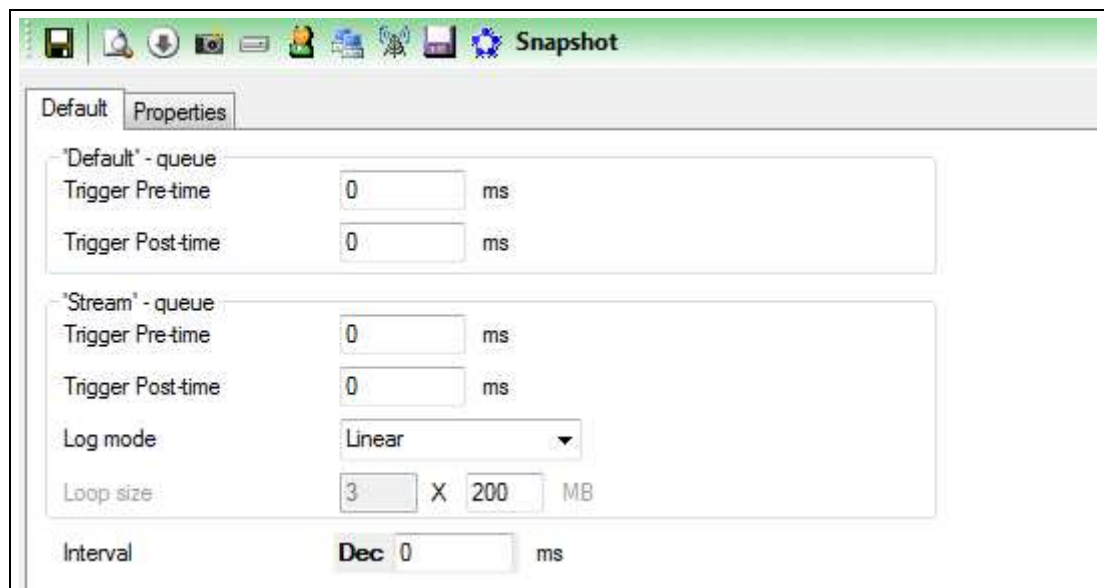 Snapshot
Default Properties
"Default" - queue
Trigger Pre-time 0 ms
Trigger Post-time 0 ms
"Stream" - queue
Trigger Pre-time 0 ms
Trigger Post-time 0 ms
Log mode Linear
Loop size 3 X 200 MB
Interval Dec 0 ms